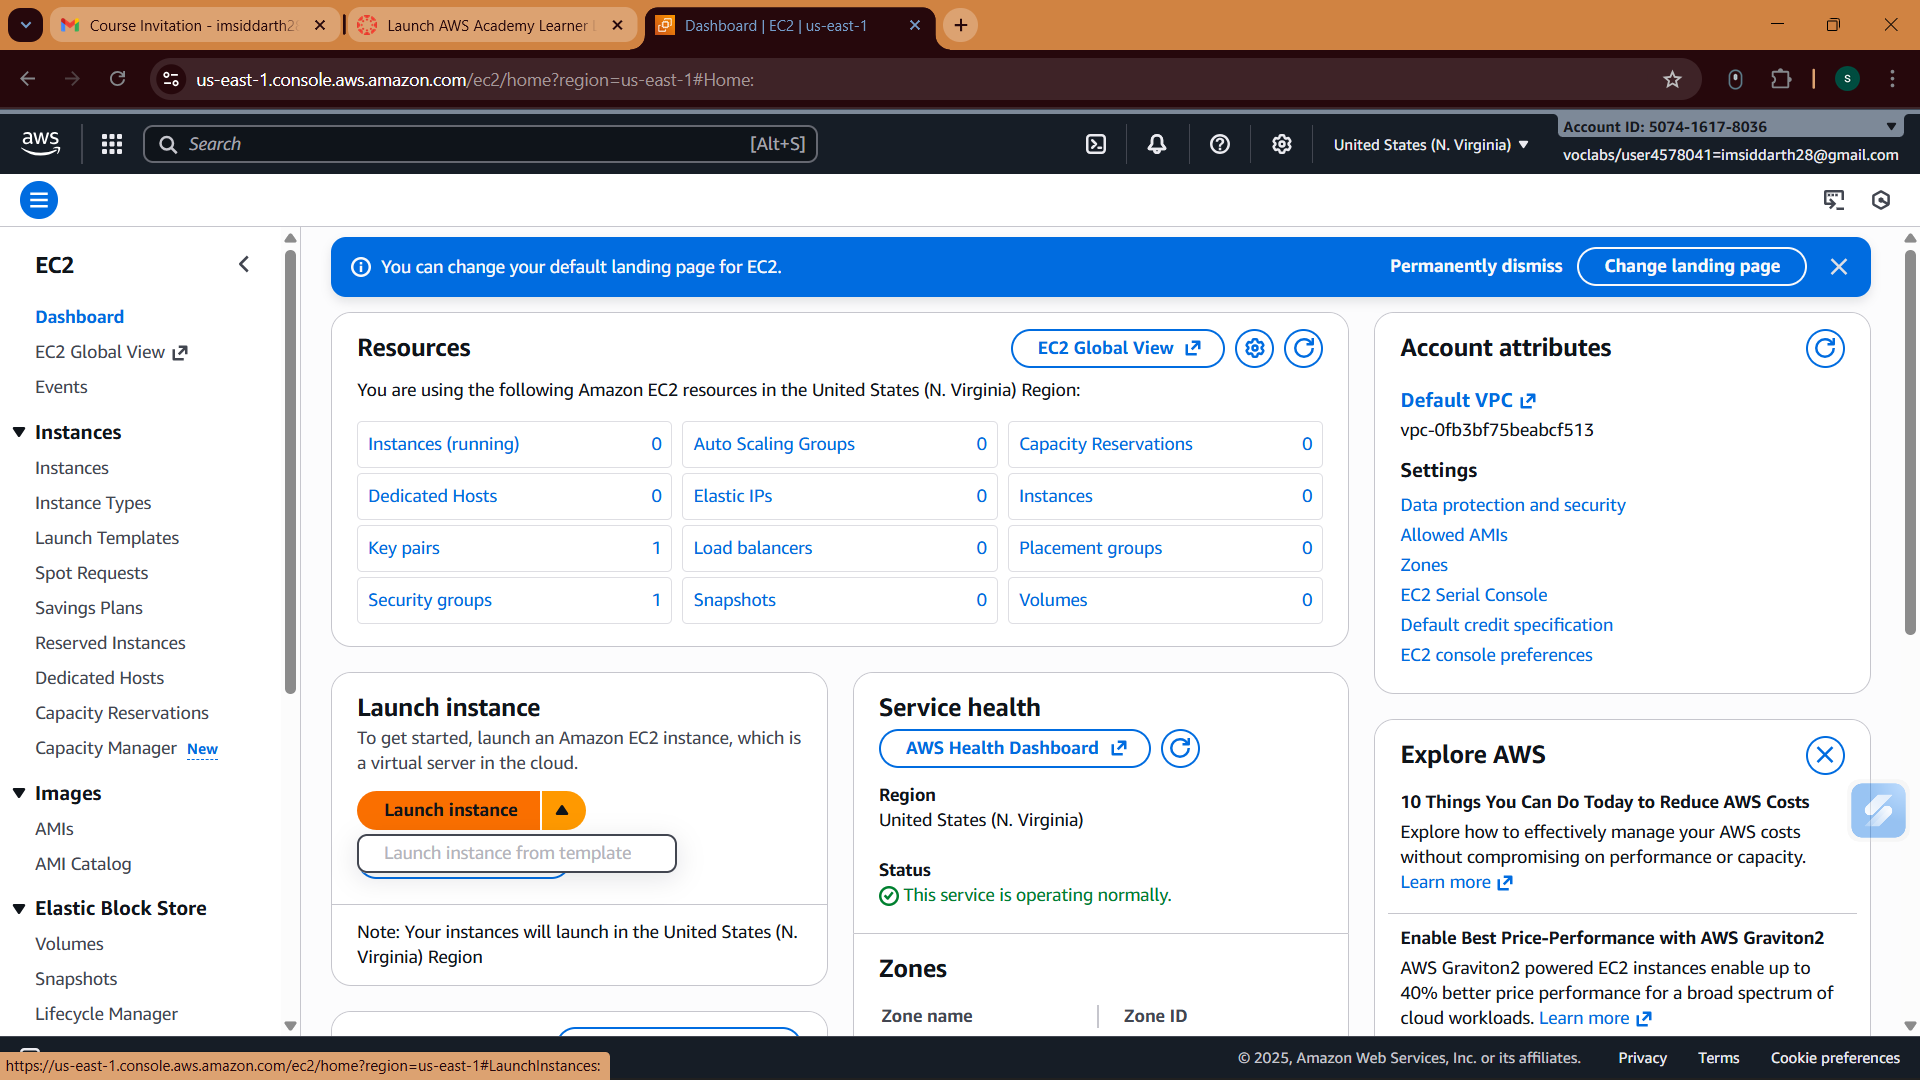 Course Invitation - imsiddarth2
Launch AWS Academy Learner L
Dashboard | EC2 | us-east-1
us-east-1.console.aws.amazon.com/ec2/home?region=us-east-1#Home:
S
aws
Search
[Alt+S]
United States (N. Virginia)
Account ID: 5074-1617-8036
voclabs/user4578041=imsiddarth28@gmail.com
EC2
Dashboard
EC2 Global View
Events
Instances
Instances
Instance Types
Launch Templates
Spot Requests
Savings Plans
Reserved Instances
Dedicated Hosts
Capacity Reservations
Capacity Manager New
Images
AMIs
AMI Catalog
Elastic Block Store
Volumes
Snapshots
Lifecycle Manager
You can change your default landing page for EC2.
Permanently dismiss
Change landing page
Resources
EC2 Global View
You are using the following Amazon EC2 resources in the United States (N. Virginia) Region:
Instances (running) 0
Auto Scaling Groups 0
Capacity Reservations 0
Dedicated Hosts 0
Elastic IPs 0
Instances 0
Key pairs 1
Load balancers 0
Placement groups 0
Security groups 1
Snapshots 0
Volumes 0
Launch instance
To get started, launch an Amazon EC2 instance, which is
a virtual server in the cloud.
Launch instance
Launch instance from template
Note: Your instances will launch in the United States (N.
Virginia) Region
Service health
AWS Health Dashboard
Region
United States (N. Virginia)
Status
This service is operating normally.
Zones
Zone name
Zone ID
Account attributes
Default VPC
vpc-0fb3bf75beabcf513
Settings
Data protection and security
Allowed AMIs
Zones
EC2 Serial Console
Default credit specification
EC2 console preferences
Explore AWS
10 Things You Can Do Today to Reduce AWS Costs
Explore how to effectively manage your AWS costs
without compromising on performance or capacity.
Learn more
Enable Best Price-Performance with AWS Graviton2
AWS Graviton2 powered EC2 instances enable up to
40% better price performance for a broad spectrum of
cloud workloads. Learn more
https://us-east-1.console.aws.amazon.com/ec2/home?region=us-east-1#LaunchInstances:
© 2025, Amazon Web Services, Inc. or its affiliates.
Privacy
Terms
Cookie preferences